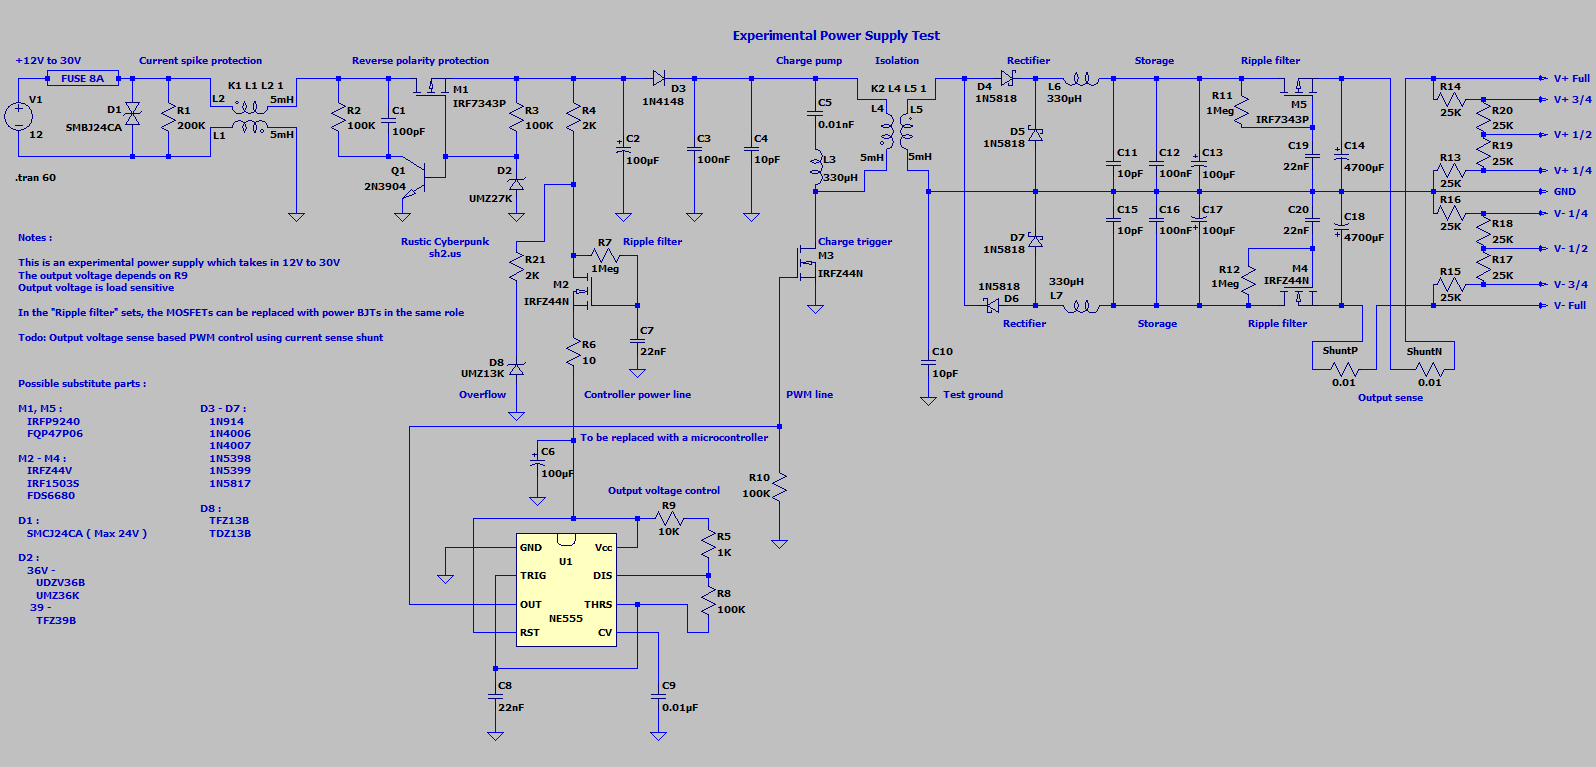 Experimental Power Supply Test
+12V to 30V
Current spike protection
Reverse polarity protection
Charge pump
Isolation
Rectifier
Storage
Ripple filter
FUSE 8A
K1 L1 L2 1
L2
5mH
L1
5mH
V1
12
D1
SMBJ24CA
R1
200K
.tran 60
R2
100K
C1
100pF
M1
IRF7343P
Q1
2N3904
R3
100K
D2
UMZ27K
R4
2K
C2
100µF
D3
1N4148
C3
100nF
C4
10pF
C5
0.01nF
L3
330µH
K2 L4 L5 1
L4
L5
5mH
5mH
D4
1N5818
L6
330µH
D5
1N5818
C11
10pF
C12
100nF
C13
100µF
R11
1Meg
M5
IRF7343P
C19
22nF
C14
4700µF
R14
25K
R20
25K
R19
25K
R13
25K
V+ Full
V+ 3/4
V+ 1/2
V+ 1/4
GND
V- 1/4
V- 1/2
V- 3/4
V- Full
R16
25K
R18
25K
R17
25K
R15
25K
D7
1N5818
C15
10pF
C16
100nF
C17
100µF
C20
22nF
C18
4700µF
R12
1Meg
M4
IRFZ44N
1N5818
D6
330µH
L7
Rectifier
Storage
Ripple filter
ShuntP
0.01
ShuntN
0.01
Output sense
Charge trigger
M3
IRFZ44N
C10
10pF
Test ground
PWM line
Rustic Cyberpunk
sh2.us
Ripple filter
R7
1Meg
R21
2K
M2
IRFZ44N
C7
22nF
R6
10
D8
UMZ13K
Overflow
Controller power line
To be replaced with a microcontroller
C6
100µF
R10
100K
Output voltage control
R9
10K
R5
1K
R8
100K
GND
Vcc
U1
TRIG
DIS
OUT
THRS
NE555
RST
CV
C8
22nF
C9
0.01µF
Notes :
This is an experimental power supply which takes in 12V to 30V
The output voltage depends on R9
Output voltage is load sensitive
In the "Ripple filter" sets, the MOSFETs can be replaced with power BJTs in the same role
Todo: Output voltage sense based PWM control using current sense shunt
Possible substitute parts :
M1, M5 :
IRFP9240
FQP47P06
M2 - M4 :
IRFZ44V
IRF1503S
FDS6680
D1 :
SMCJ24CA ( Max 24V )
D2 :
36V -
UDZV36B
UMZ36K
39 -
TFZ39B
D3 - D7 :
1N914
1N4006
1N4007
1N5398
1N5399
1N5817
D8 :
TFZ13B
TDZ13B